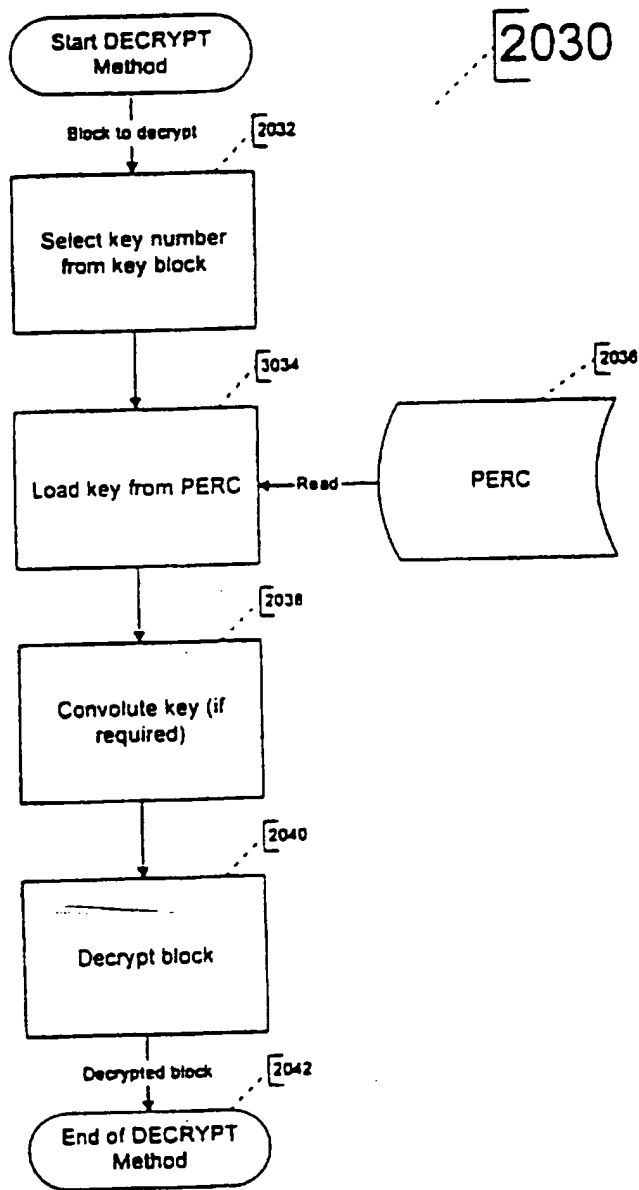 Start DECRYPT
Method
2030
Block to decrypt
2032
Select key number
from key block
3034
2036
Load key from PERC
Read
PERC
2038
Convolute key (if
required)
2040
Decrypt block
Decrypted block
2042
End of DECRYPT
Method